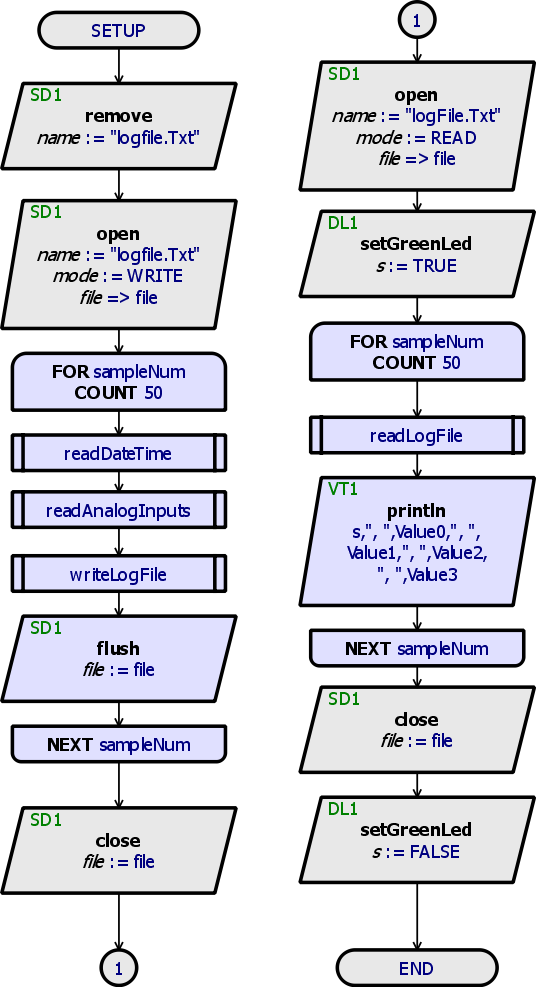 SETUP
SD1
remove
name := "logfile.Txt"
SD1
open
name := "logfile.Txt"
mode := WRITE
file => file
FOR sampleNum
COUNT 50
readDateTime
readAnalogInputs
writeLogFile
SD1
flush
file := file
NEXT sampleNum
SD1
close
file := file
1
1
SD1
open
name := "logFile.Txt"
mode := READ
file => file
DL1
setGreenLed
s := TRUE
FOR sampleNum
COUNT 50
readLogFile
VT1
println
s,", ",Value0,", ",
Value1,", ",Value2,
", ",Value3
NEXT sampleNum
SD1
close
file := file
DL1
setGreenLed
s := FALSE
END